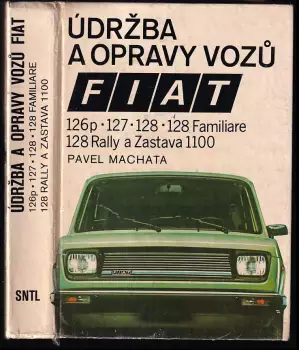 ÚDRŽBA
A OPRAVY VOZŮ
FIAT
126p • 127 • 128 • 128 Familiare
128 Rally a Zastava 1100
PAVEL MACHATA
ÚDRŽBA A OPRAVY VOZŮ FIAT
126p • 127 • 128 • 128 FAMILIARE
128 RALLY A ZASTAVA 1100
SNTL